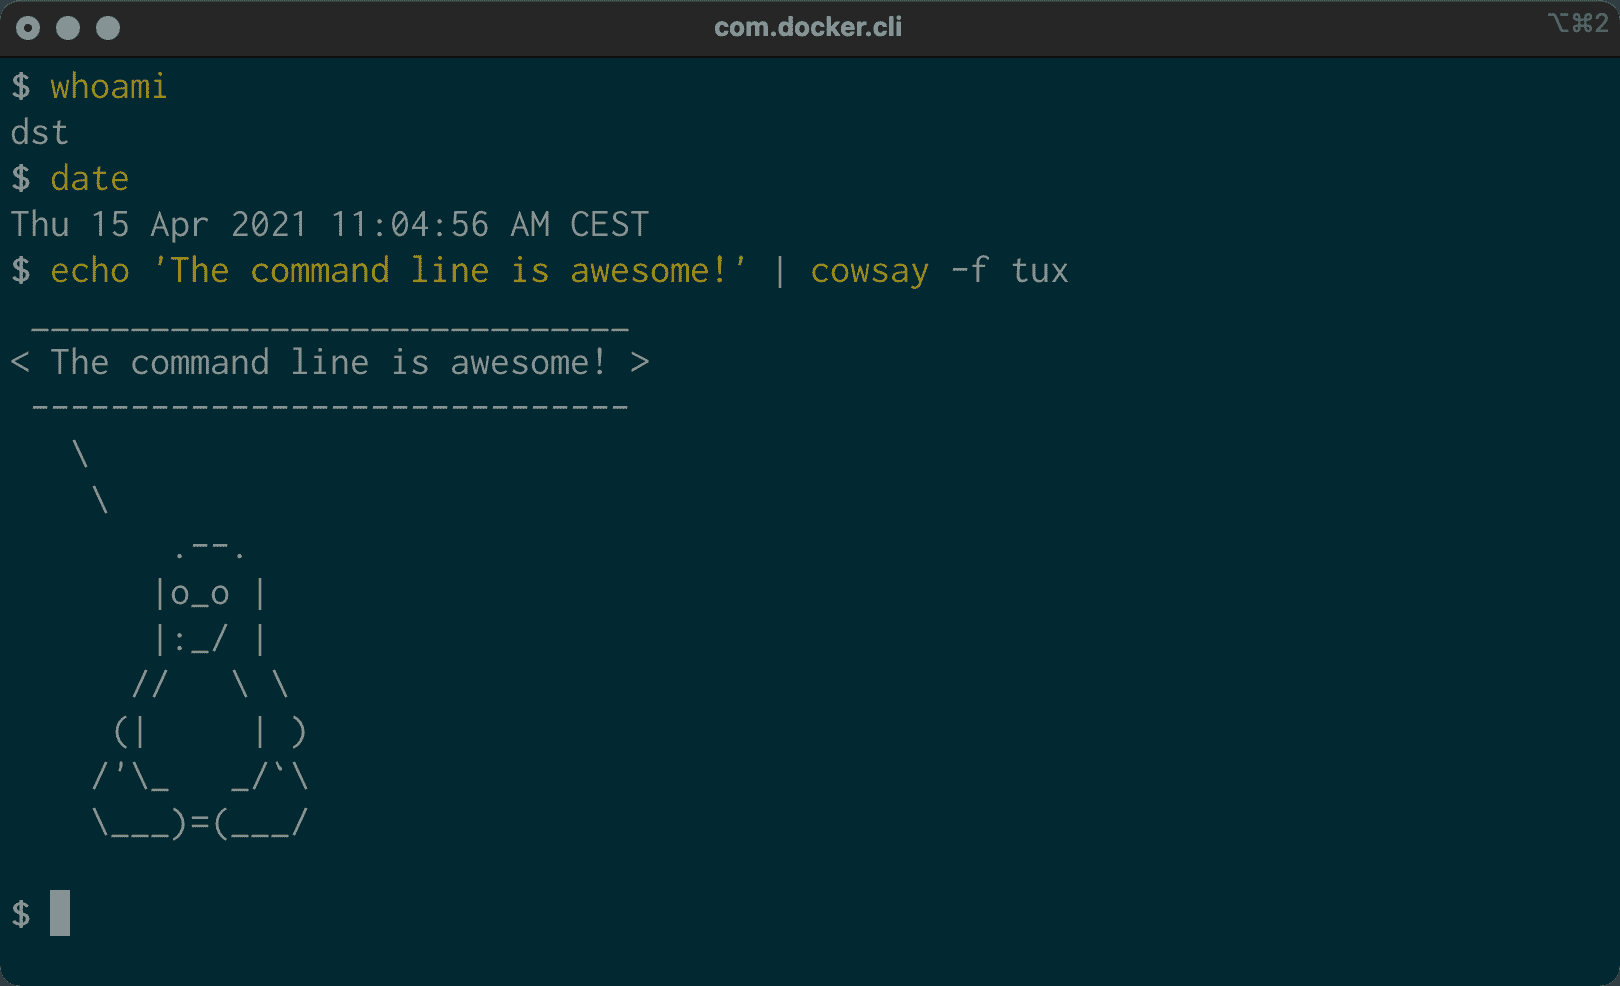 com.docker.cli ⌥⌘2
$ whoami
dst
$ date
Thu 15 Apr 2021 11:04:56 AM CEST
$ echo 'The command line is awesome!' | cowsay -f tux
 ______________________________
< The command line is awesome! >
 ------------------------------
   \
    \
        .--.
       |o_o |
       |:_/ |
      //   \ \
     (|     | )
    /'\_   _/`\
    \___)=(___/

$